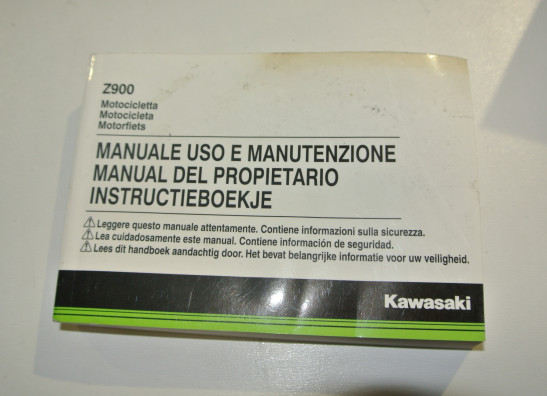 Z900
Motocicletta
Motocicleta
Motorfiets
MANUALE USO E MANUTENZIONE
MANUAL DEL PROPIETARIO
INSTRUCTIEBOEKJE
Leggere questo manuale attentamente. Contiene informazioni sulla sicurezza.
Lea cuidadosamente este manual. Contiene información de seguridad.
Lees dit handboek aandachtig door. Het bevat belangrijke informatie voor uw veiligheid.
Kawasaki